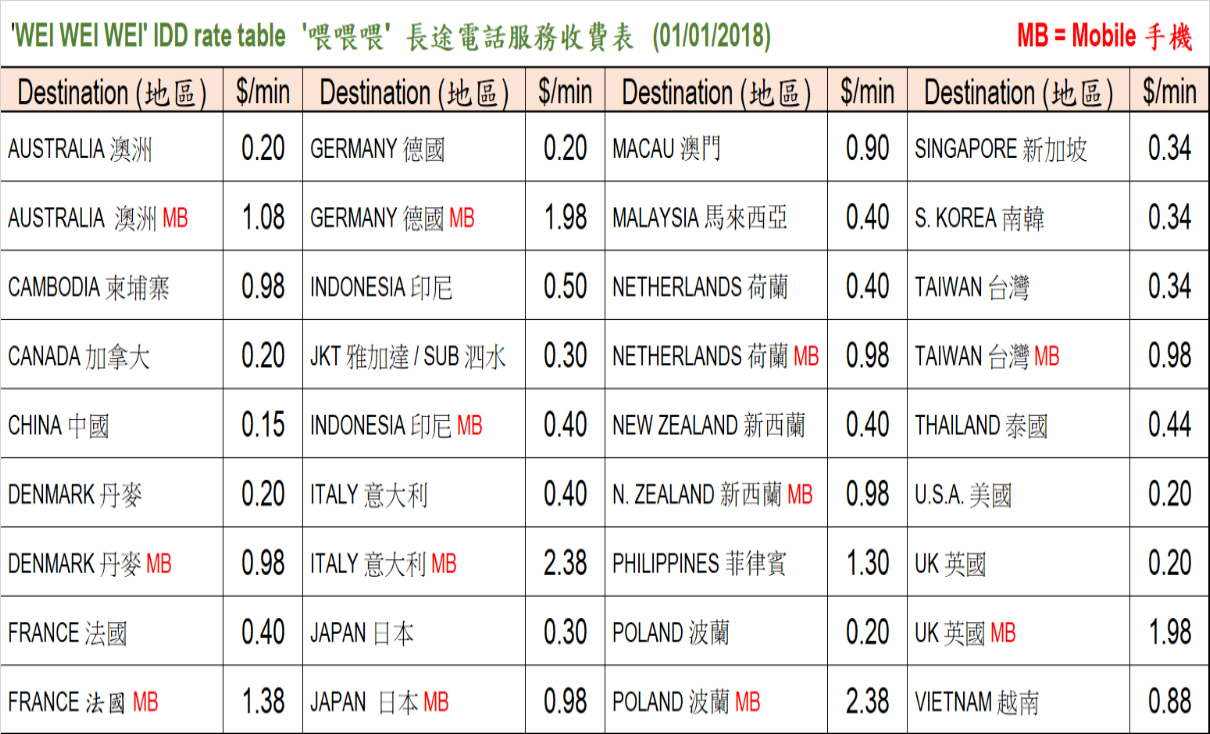 'WEI WEI WEI' IDD rate table '喂喂喂' 長途電話服務收費表 (01/01/2018) MB = Mobile 手機
Destination (地區) $/min Destination (地區) $/min Destination (地區) $/min Destination (地區) $/min
AUSTRALIA 澳洲 0.20 GERMANY 德國 0.20 MACAU 澳門 0.90 SINGAPORE 新加坡 0.34
AUSTRALIA 澳洲 MB 1.08 GERMANY 德國 MB 1.98 MALAYSIA 馬來西亞 0.40 S. KOREA 南韓 0.34
CAMBODIA 柬埔寨 0.98 INDONESIA 印尼 0.50 NETHERLANDS 荷蘭 0.40 TAIWAN 台灣 0.34
CANADA 加拿大 0.20 JKT 雅加達 / SUB 泗水 0.30 NETHERLANDS 荷蘭 MB 0.98 TAIWAN 台灣 MB 0.98
CHINA 中國 0.15 INDONESIA 印尼 MB 0.40 NEW ZEALAND 新西蘭 0.40 THAILAND 泰國 0.44
DENMARK 丹麥 0.20 ITALY 意大利 0.40 N. ZEALAND 新西蘭 MB 0.98 U.S.A. 美國 0.20
DENMARK 丹麥 MB 0.98 ITALY 意大利 MB 2.38 PHILIPPINES 菲律賓 1.30 UK 英國 0.20
FRANCE 法國 0.40 JAPAN 日本 0.30 POLAND 波蘭 0.20 UK 英國 MB 1.98
FRANCE 法國 MB 1.38 JAPAN 日本 MB 0.98 POLAND 波蘭 MB 2.38 VIETNAM 越南 0.88